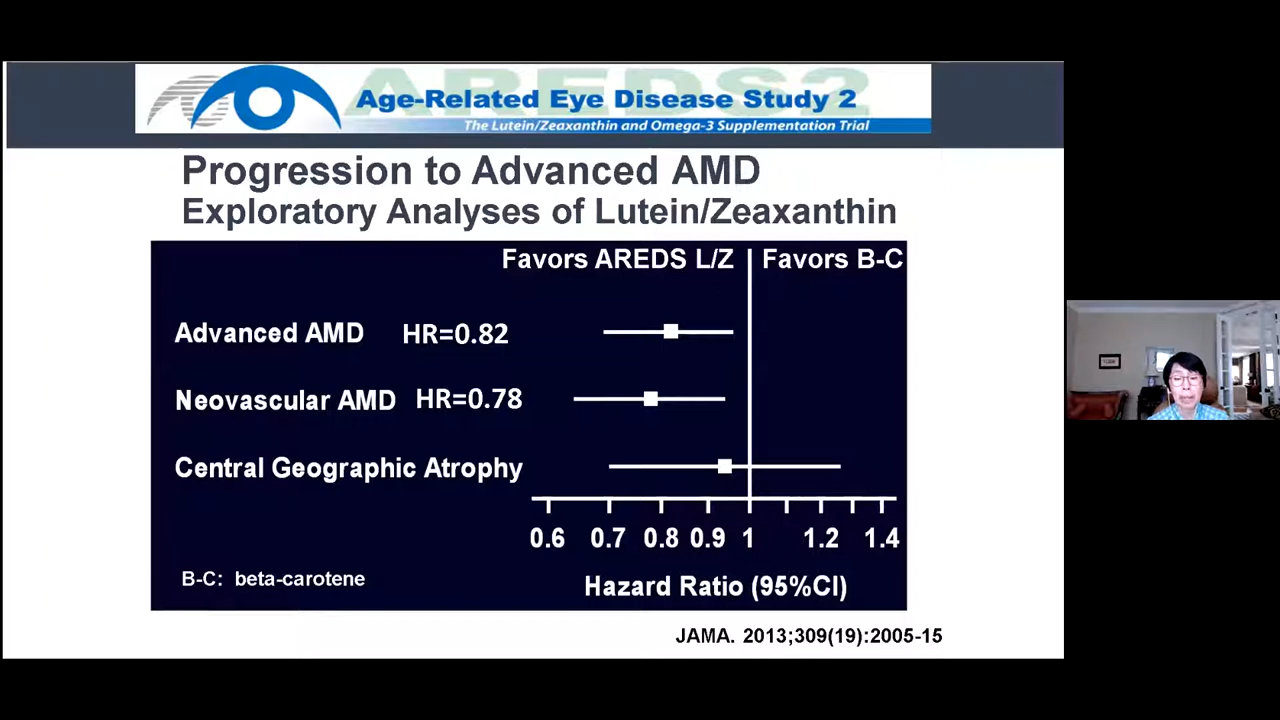 AREDS2
Age-Related Eye Disease Study 2
The Lutein/Zeaxanthin and Omega-3 Supplementation Trial
Progression to Advanced AMD
Exploratory Analyses of Lutein/Zeaxanthin
Favors AREDS L/Z Favors B-C
Advanced AMD HR=0.82
Neovascular AMD HR=0.78
Central Geographic Atrophy
0.6 0.7 0.8 0.9 1 1.2 1.4
B-C: beta-carotene
Hazard Ratio (95%CI)
JAMA. 2013;309(19):2005-15